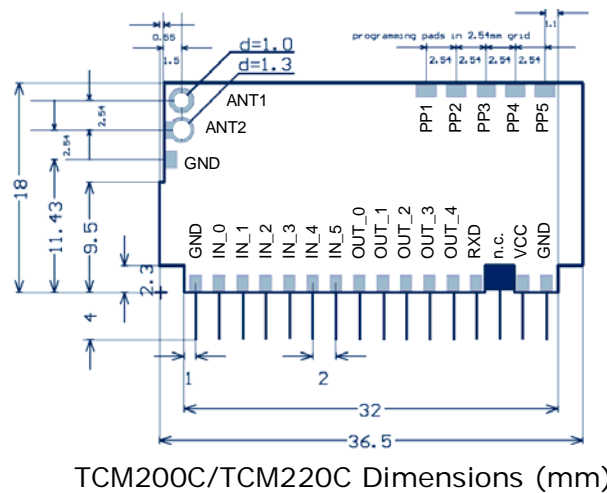 0.55
1.5
d=1.0
d=1.3
programming pads in 2.54mm grid
1.1
2.54 2.54 2.54 2.54
ANT1
ANT2
GND
PP1 PP2 PP3 PP4 PP5
2.54
2.54
18
11.43
9.5
2.3
4
GND IN_0 IN_1 IN_2 IN_3 IN_4 IN_5 OUT_0 OUT_1 OUT_2 OUT_3 OUT_4 RXD n.c. VCC GND
1
2
32
36.5
TCM200C/TCM220C Dimensions (mm)